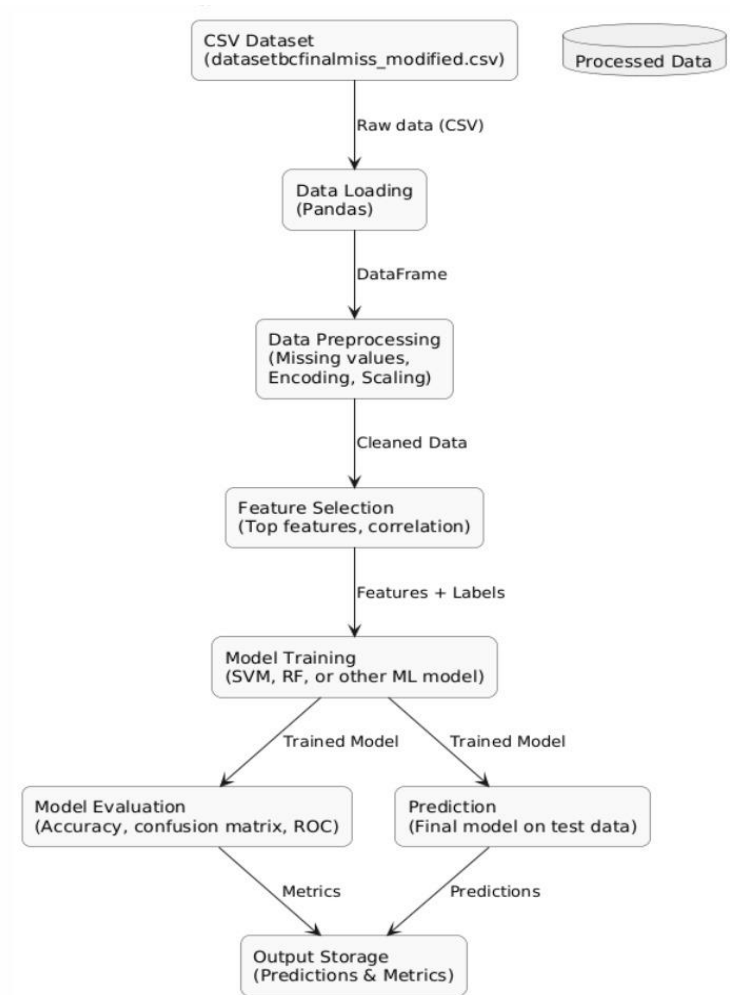 CSV Dataset
(datasetbcfinalmiss_modified.csv)
Processed Data
Raw data (CSV)
Data Loading
(Pandas)
DataFrame
Data Preprocessing
(Missing values,
Encoding, Scaling)
Cleaned Data
Feature Selection
(Top features, correlation)
Features + Labels
Model Training
(SVM, RF, or other ML model)
Trained Model
Trained Model
Model Evaluation
(Accuracy, confusion matrix, ROC)
Prediction
(Final model on test data)
Metrics
Predictions
Output Storage
(Predictions & Metrics)